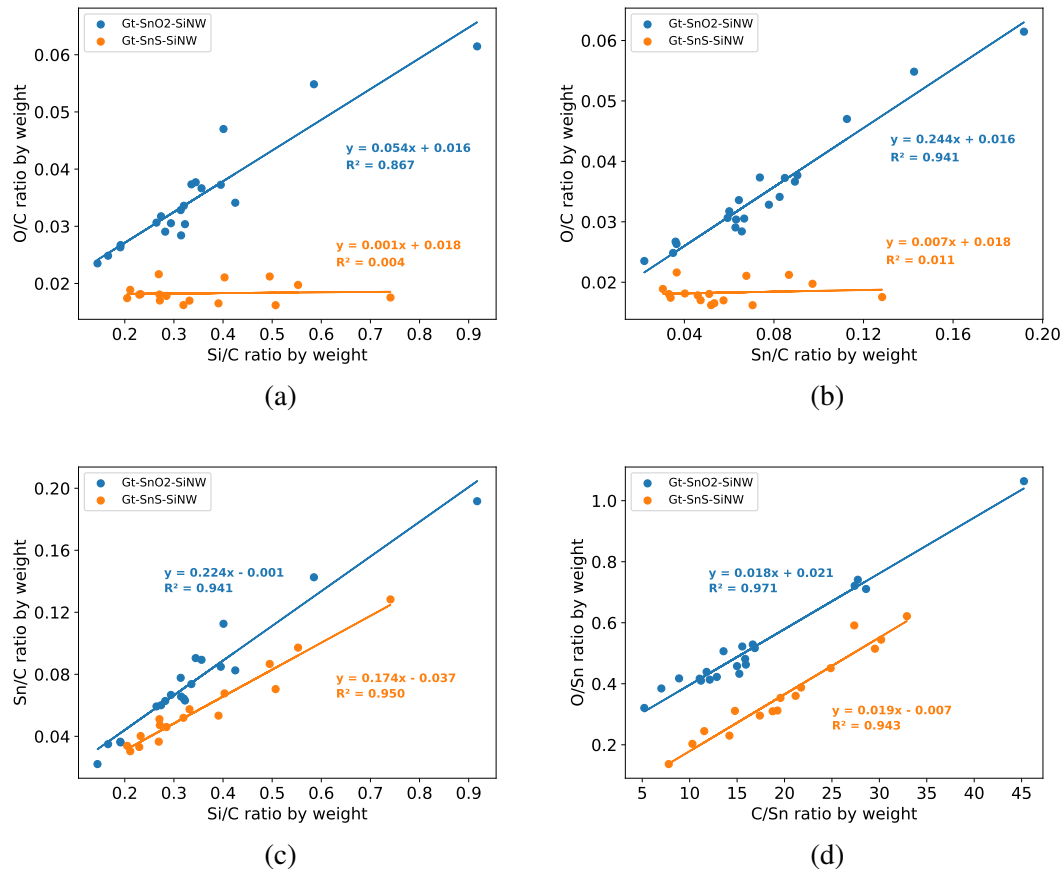 Gt-SnO2-SiNW
Gt-SnS-SiNW
0.06
0.05
0.04
0.03
0.02
O/C ratio by weight
y = 0.054x + 0.016
R² = 0.867
y = 0.001x + 0.018
R² = 0.004
0.2 0.3 0.4 0.5 0.6 0.7 0.8 0.9
Si/C ratio by weight
(a)
Gt-SnO2-SiNW
Gt-SnS-SiNW
0.06
0.05
0.04
0.03
0.02
O/C ratio by weight
y = 0.244x + 0.016
R² = 0.941
y = 0.007x + 0.018
R² = 0.011
0.04 0.08 0.12 0.16 0.20
Sn/C ratio by weight
(b)
Gt-SnO2-SiNW
Gt-SnS-SiNW
0.20
0.16
0.12
0.08
0.04
Sn/C ratio by weight
y = 0.224x - 0.001
R² = 0.941
y = 0.174x - 0.037
R² = 0.950
0.2 0.3 0.4 0.5 0.6 0.7 0.8 0.9
Si/C ratio by weight
(c)
Gt-SnO2-SiNW
Gt-SnS-SiNW
1.0
0.8
0.6
0.4
0.2
O/Sn ratio by weight
y = 0.018x + 0.021
R² = 0.971
y = 0.019x - 0.007
R² = 0.943
5 10 15 20 25 30 35 40 45
C/Sn ratio by weight
(d)